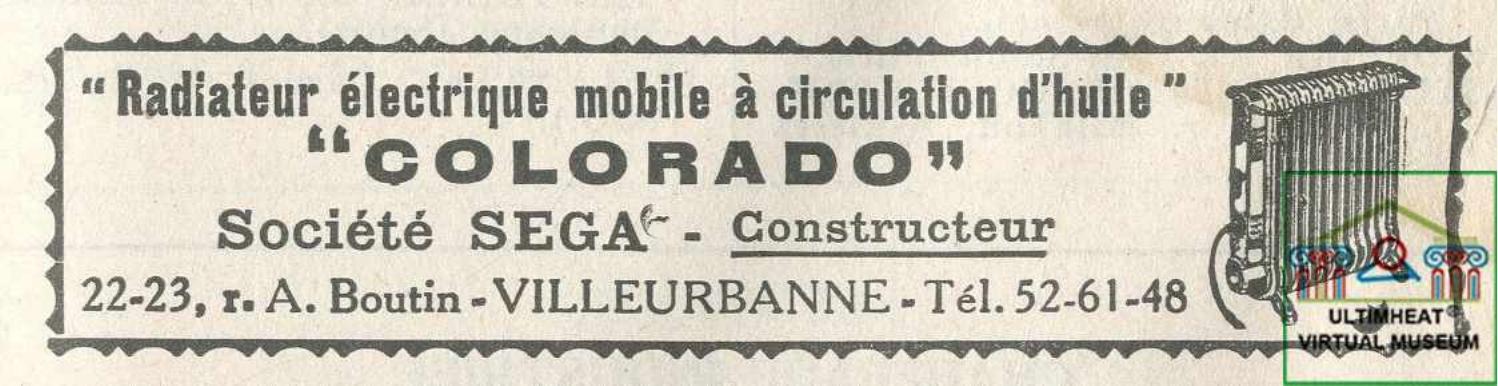 “Radiateur électrique mobile à circulation d'huile”
“COLORADO”
Société SEGA - Constructeur
22-23, r. A. Boutin - VILLEURBANNE - Tél. 52-61-48
ULTIMHEAT®
VIRTUAL MUSEUM